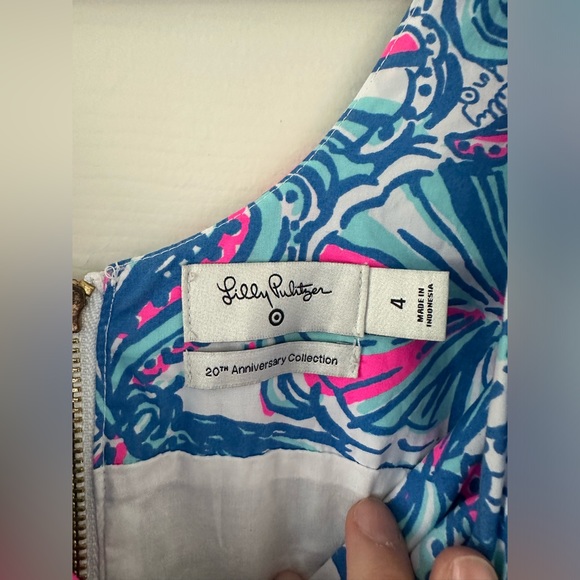 Lilly Pulitzer
20TH Anniversary Collection
4
MADE IN
INDONESIA